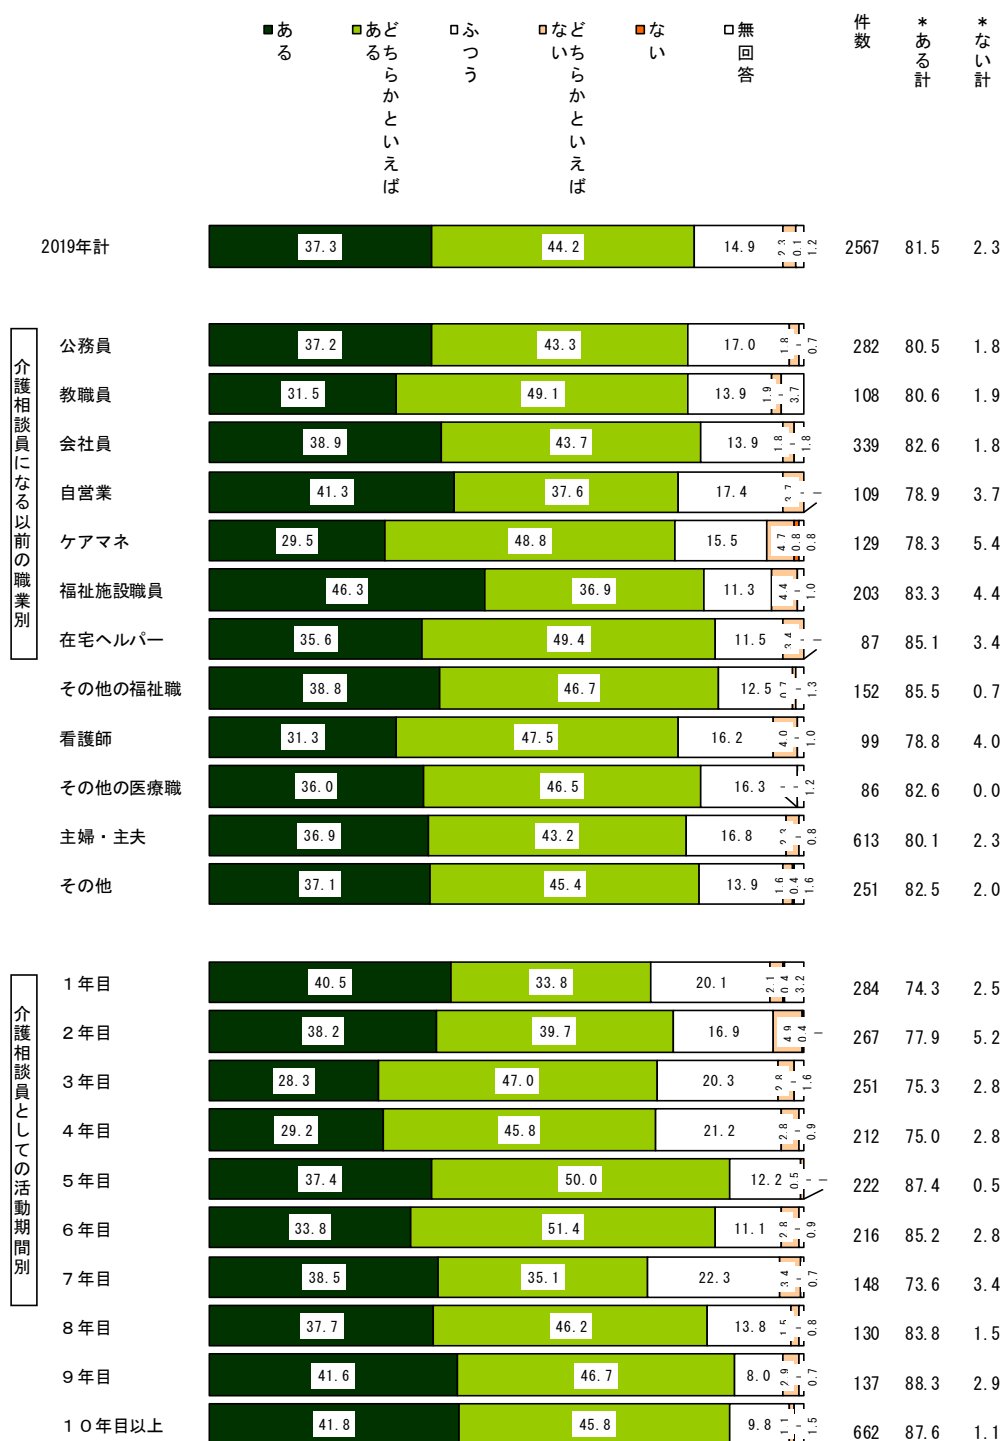 ■ある ■どちらかといえばある □ふつう ■どちらかといえばない ■ない □無回答 件数 *ある計 *ない計
2019年計 37.3 44.2 14.9 2.3 0.1 1.2 2567 81.5 2.3
介護相談員になる以前の職業別
公務員 37.2 43.3 17.0 1.8 - 0.7 282 80.5 1.8
教職員 31.5 49.1 13.9 1.9 - 3.7 108 80.6 1.9
会社員 38.9 43.7 13.9 1.8 - 1.8 339 82.6 1.8
自営業 41.3 37.6 17.4 3.7 - - 109 78.9 3.7
ケアマネ 29.5 48.8 15.5 4.7 0.8 0.8 129 78.3 5.4
福祉施設職員 46.3 36.9 11.3 4.4 - 1.0 203 83.3 4.4
在宅ヘルパー 35.6 49.4 11.5 3.4 - - 87 85.1 3.4
その他の福祉職 38.8 46.7 12.5 0.7 - 1.3 152 85.5 0.7
看護師 31.3 47.5 16.2 4.0 - 1.0 99 78.8 4.0
その他の医療職 36.0 46.5 16.3 - - 1.2 86 82.6 0.0
主婦・主夫 36.9 43.2 16.8 2.3 - 0.8 613 80.1 2.3
その他 37.1 45.4 13.9 1.6 0.4 1.6 251 82.5 2.0
介護相談員としての活動期間別
1年目 40.5 33.8 20.1 2.1 0.4 3.2 284 74.3 2.5
2年目 38.2 39.7 16.9 4.9 0.4 - 267 77.9 5.2
3年目 28.3 47.0 20.3 2.8 - 1.6 251 75.3 2.8
4年目 29.2 45.8 21.2 2.8 - 0.9 212 75.0 2.8
5年目 37.4 50.0 12.2 0.5 - - 222 87.4 0.5
6年目 33.8 51.4 11.1 2.8 - 0.9 216 85.2 2.8
7年目 38.5 35.1 22.3 3.4 - 0.7 148 73.6 3.4
8年目 37.7 46.2 13.8 1.5 - 0.8 130 83.8 1.5
9年目 41.6 46.7 8.0 2.9 - 0.7 137 88.3 2.9
10年目以上 41.8 45.8 9.8 1.1 - 1.5 662 87.6 1.1